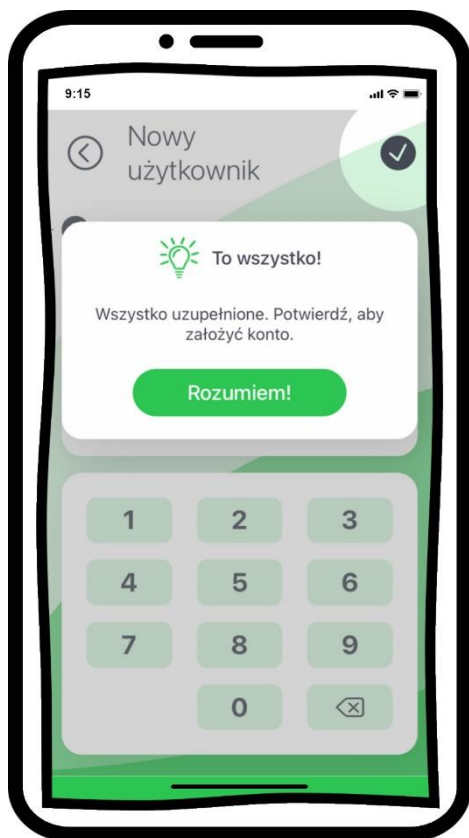 9:15
Nowy
użytkownik
To wszystko!
Wszystko uzupełnione. Potwierdź, aby
założyć konto.
Rozumiem!
1 2 3
4 5 6
7 8 9
0